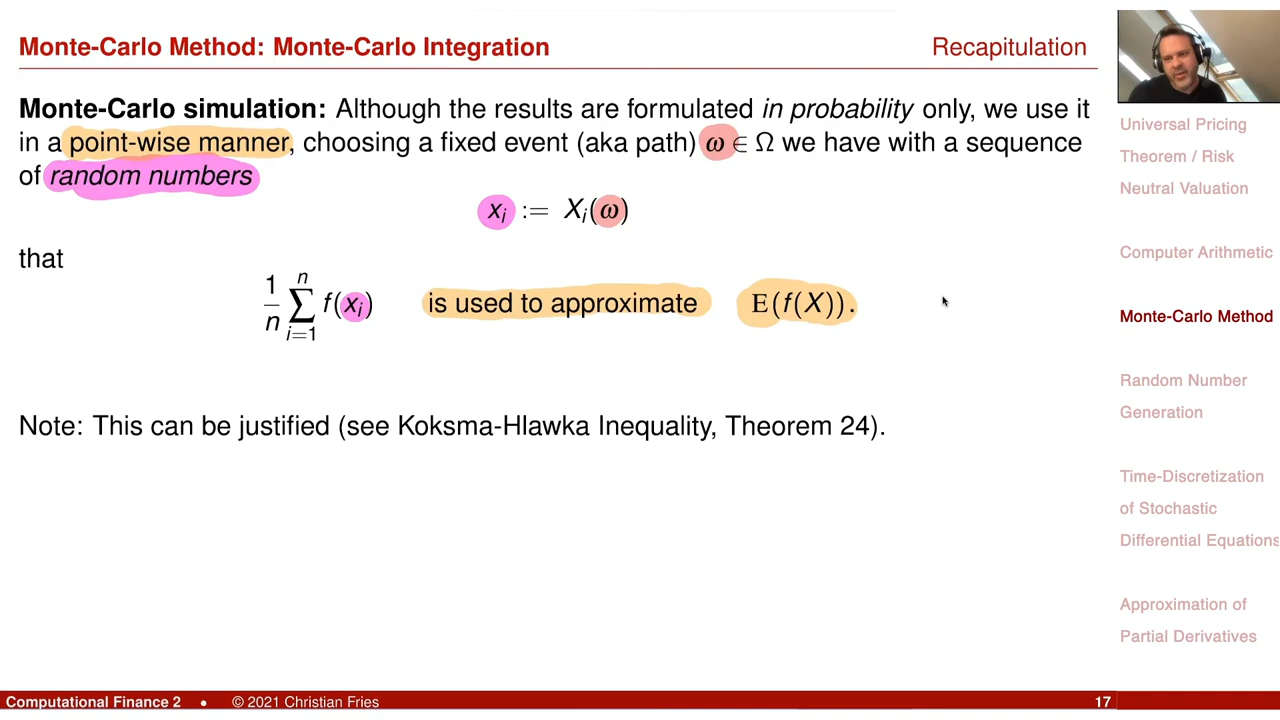 Monte-Carlo Method: Monte-Carlo Integration
Recapitulation
Monte-Carlo simulation: Although the results are formulated in probability only, we use it
in a point-wise manner, choosing a fixed event (aka path) ω ∈ Ω we have with a sequence
of random numbers
xᵢ := Xᵢ(ω)
that
1/n ∑ⁿᵢ₌₁ f(xᵢ) is used to approximate E(f(X)).
Note: This can be justified (see Koksma-Hlawka Inequality, Theorem 24).
Universal Pricing
Theorem / Risk
Neutral Valuation
Computer Arithmetic
Monte-Carlo Method
Random Number
Generation
Time-Discretization
of Stochastic
Differential Equations
Approximation of
Partial Derivatives
Computational Finance 2 • © 2021 Christian Fries
17